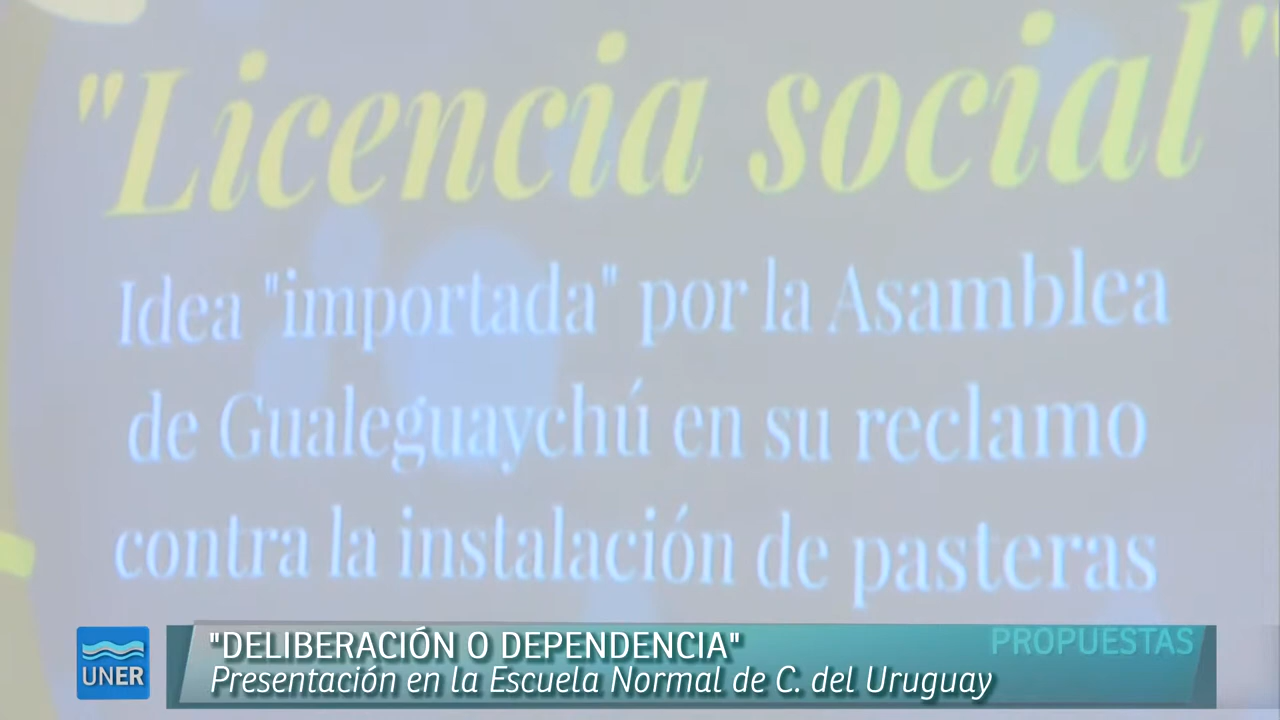 "Licencia social"
Idea "importada" por la Asamblea
de Gualeguaychú en su reclamo
contra la instalación de pasteras
UNER
"DELIBERACIÓN O DEPENDENCIA"
PROPUESTAS
Presentación en la Escuela Normal de C. del Uruguay